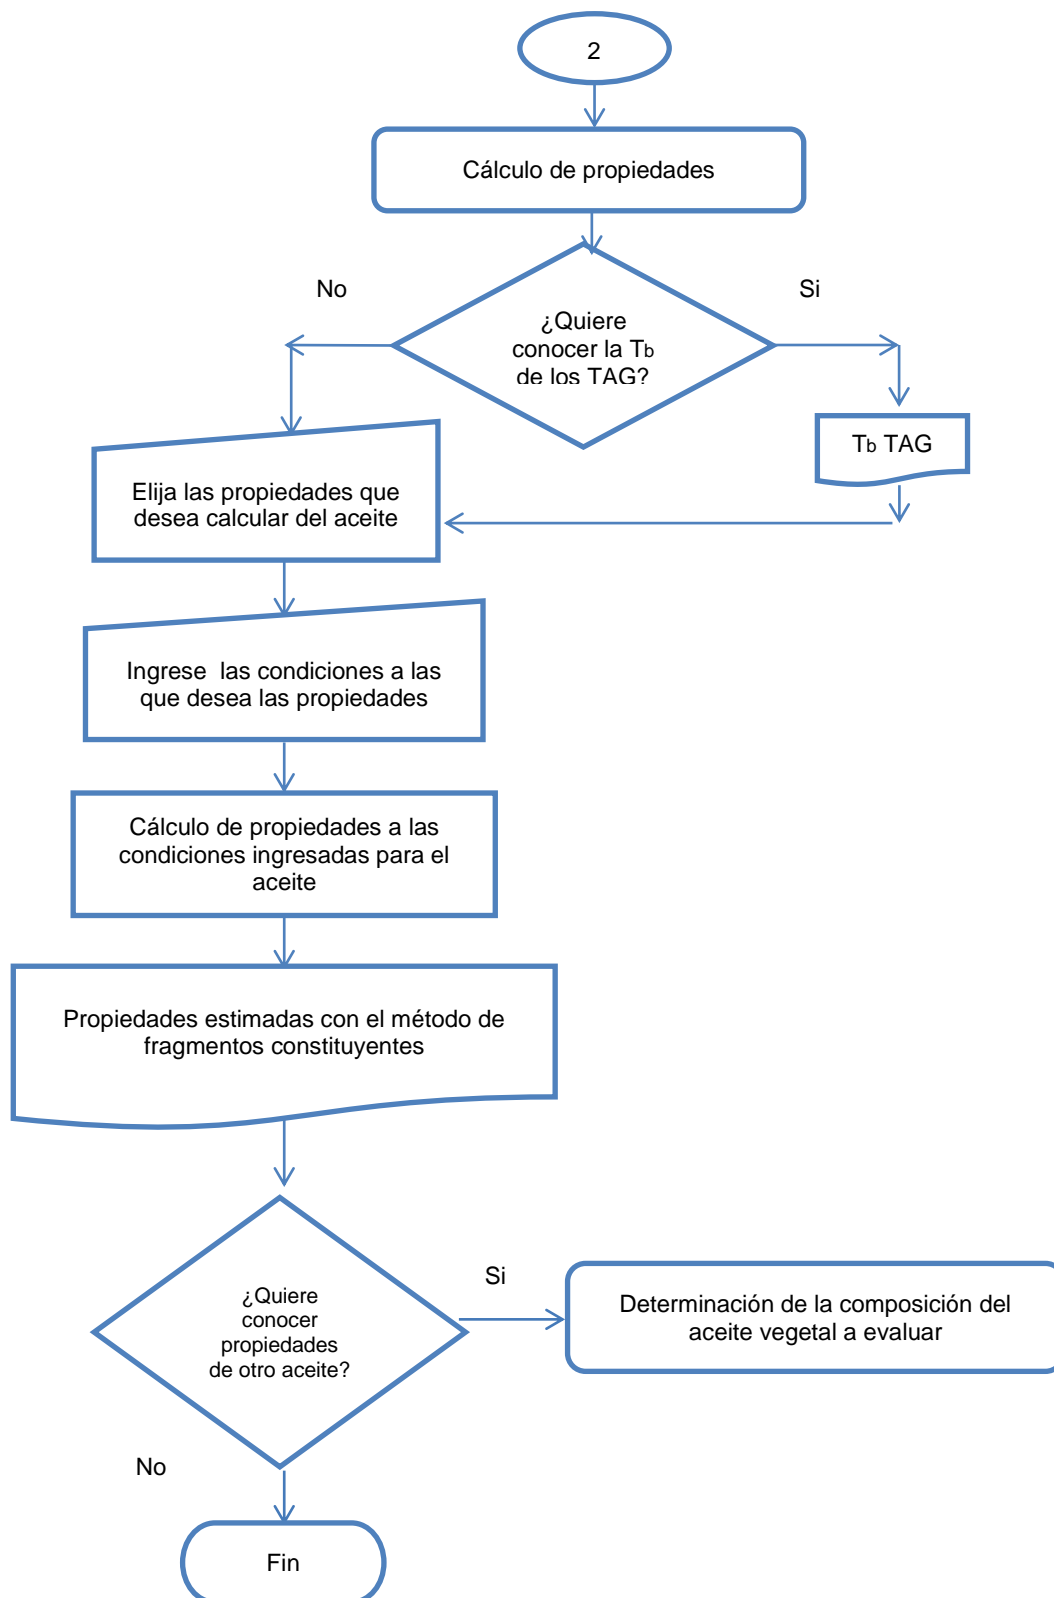 2
Cálculo de propiedades
No
Si
¿Quiere
conocer la Tb
de los TAG?
Tb TAG
Elija las propiedades que
desea calcular del aceite
Ingrese  las condiciones a las
que desea las propiedades
Cálculo de propiedades a las
condiciones ingresadas para el
aceite
Propiedades estimadas con el método de
fragmentos constituyentes
¿Quiere
conocer
propiedades
de otro aceite?
Si
Determinación de la composición del
aceite vegetal a evaluar
No
Fin